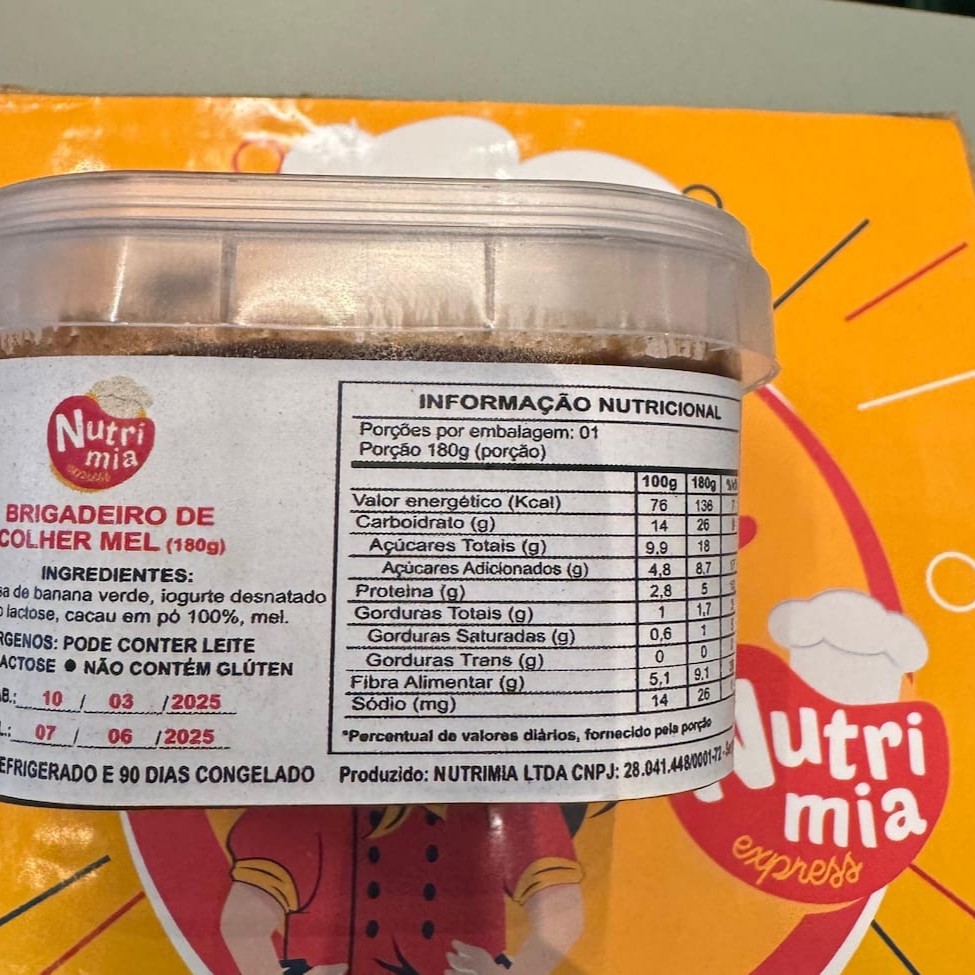 Nutri
mia
BRIGADEIRO DE
COLHER MEL (180g)
INGREDIENTES:
de banana verde, iogurte desnatado
lactose, cacau em pó 100%, mel.
PODE CONTER LEITE
NÃO CONTÉM GLÚTEN
10 / 03 / 2025
07 / 06 / 2025
E 90 DIAS CONGELADO
INFORMAÇÃO NUTRICIONAL
Porções por embalagem: 01
Porção 180g (porção)
100g 180g
Valor energético (Kcal) 76 136 7
Carboidrato (g) 14 26
Açúcares Totais (g) 9,9 18
Açúcares Adicionados (g) 4,8 8,7
Proteína (g) 2,8 5
Gorduras Totais (g) 1 1,7
Gorduras Saturadas (g) 0,6 1
Gorduras Trans (g) 0 0
Fibra Alimentar (g) 5,1 9,1
Sódio (mg) 14 26
*Percentual de valores diários, fornecido pela porção
Produzido: NUTRIMIA LTDA CNPJ: 28.041.448/0001-72 -
Nutri
mia
express